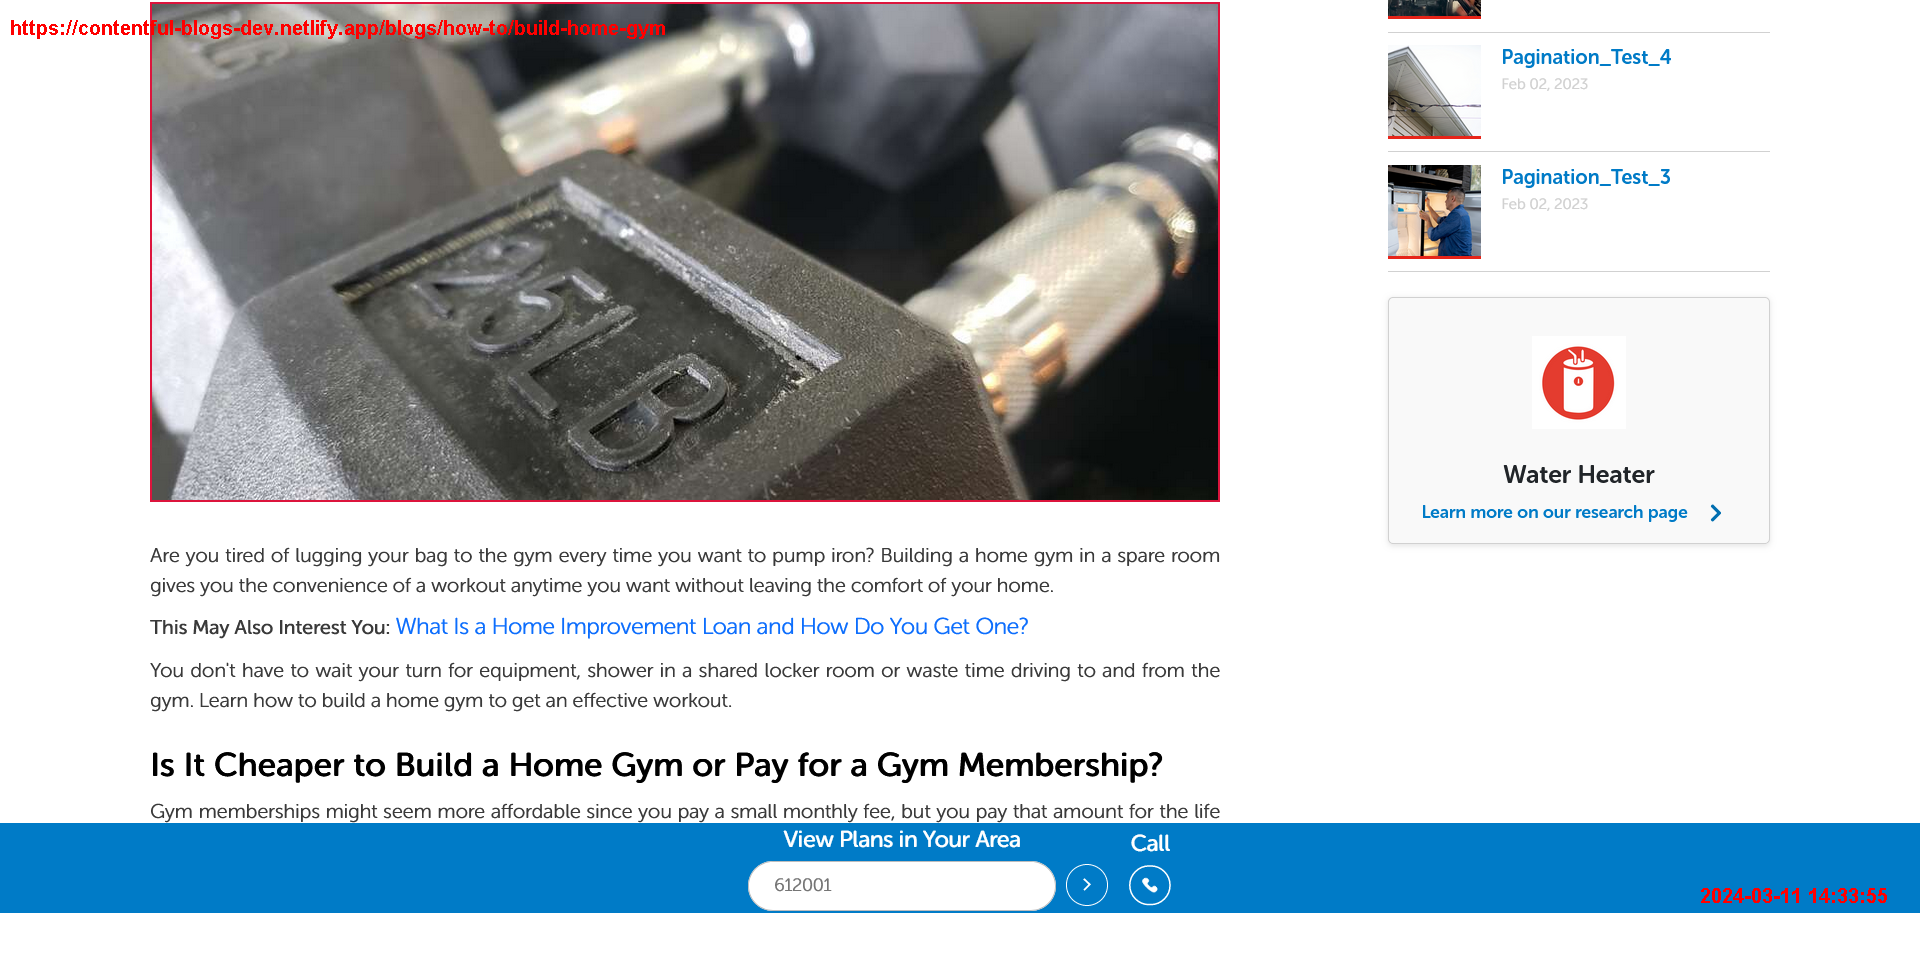 https://contentful-blogs-dev.netlify.app/blogs/how-to/build-home-gym
25LB
Are you tired of lugging your bag to the gym every time you want to pump iron? Building a home gym in a spare room
gives you the convenience of a workout anytime you want without leaving the comfort of your home.
This May Also Interest You: What Is a Home Improvement Loan and How Do You Get One?
You don't have to wait your turn for equipment, shower in a shared locker room or waste time driving to and from the
gym. Learn how to build a home gym to get an effective workout.
Is It Cheaper to Build a Home Gym or Pay for a Gym Membership?
Gym memberships might seem more affordable since you pay a small monthly fee, but you pay that amount for the life
Pagination_Test_4
Feb 02, 2023
Pagination_Test_3
Feb 02, 2023
Water Heater
Learn more on our research page
View Plans in Your Area
612001
Call
2024-03-11 14:33:55